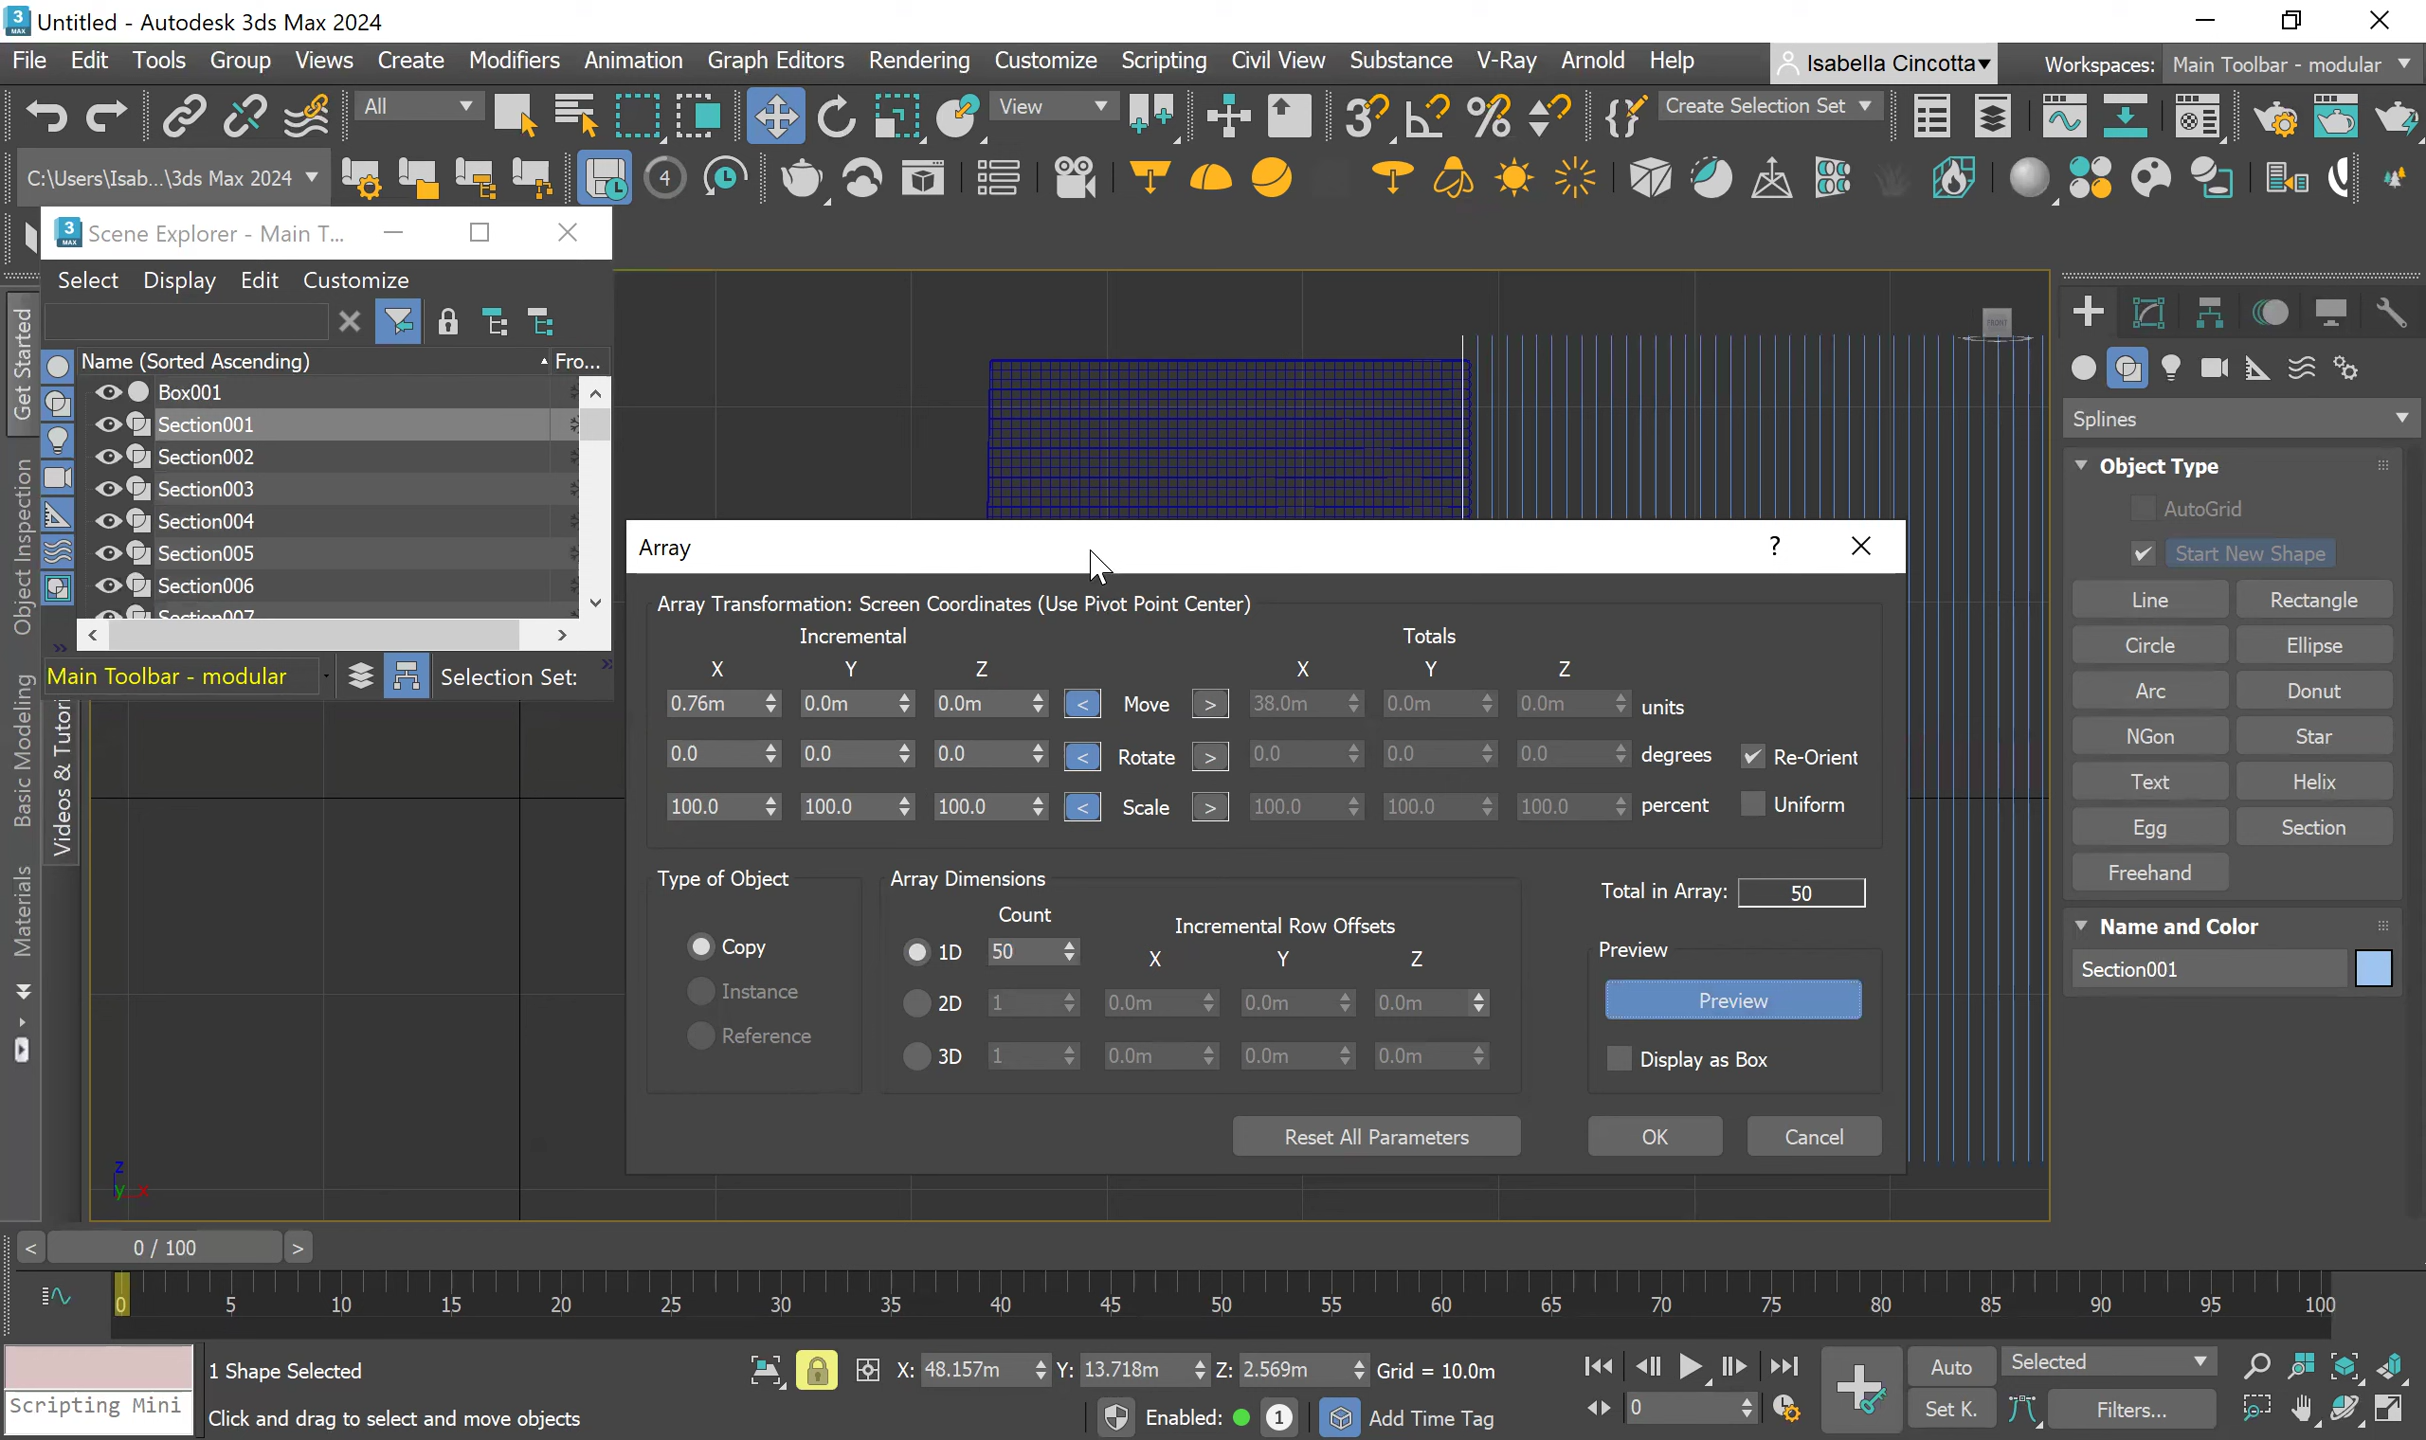 Untitled - Autodesk 3ds Max 2024
File Edit Tools Group Views Create Modifiers Animation Graph Editors Rendering Customize Scripting Civil View Substance V-Ray Arnold Help Isabella Cincotta Workspaces: Main Toolbar - modular
All View Create Selection Set
C:\Users\Isab...\3ds Max 2024 4
Scene Explorer - Main T...
Select Display Edit Customize
Name (Sorted Ascending) Fro...
Box001
Section001
Section002
Section003
Section004
Section005
Section006
Section007
Main Toolbar - modular Selection Set:
Get Started
Object Inspection
Basic Modeling
Materials
Videos & Tutori
FRONT
Array ?
Array Transformation: Screen Coordinates (Use Pivot Point Center)
Incremental Totals
X Y Z X Y Z
0.76m 0.0m 0.0m < Move > 38.0m 0.0m 0.0m units
0.0 0.0 0.0 < Rotate > 0.0 0.0 0.0 degrees Re-Orient
100.0 100.0 100.0 < Scale > 100.0 100.0 100.0 percent Uniform
Type of Object
Copy
Instance
Reference
Array Dimensions
Count
Incremental Row Offsets
X Y Z
1D 50
2D 1 0.0m 0.0m 0.0m
3D 1 0.0m 0.0m 0.0m
Total in Array: 50
Preview
Preview
Display as Box
Reset All Parameters OK Cancel
z
y x
Splines
Object Type
AutoGrid
Start New Shape
Line Rectangle
Circle Ellipse
Arc Donut
NGon Star
Text Helix
Egg Section
Freehand
Name and Color
Section001
< 0 / 100 >
0 5 10 15 20 25 30 35 40 45 50 55 60 65 70 75 80 85 90 95 100
1 Shape Selected X: 48.157m Y: 13.718m Z: 2.569m Grid = 10.0m Auto Selected
Scripting Mini Click and drag to select and move objects Enabled: 1 Add Time Tag 0 Set K. Filters...